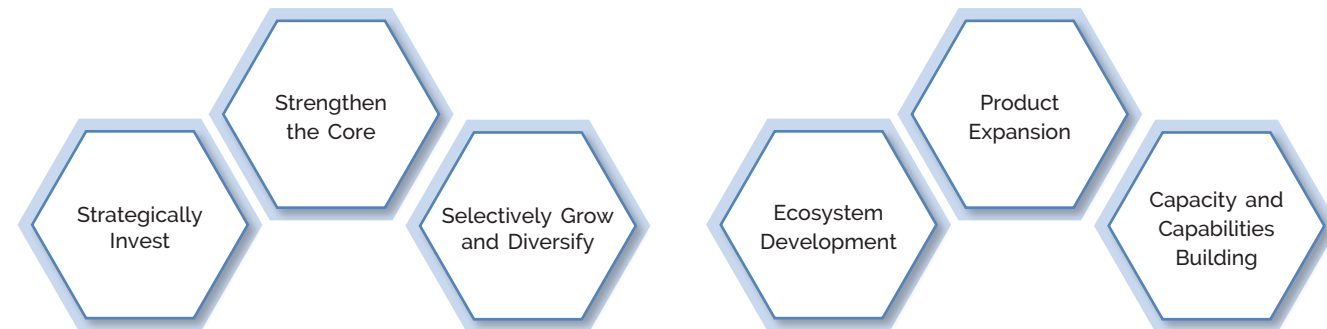 Strengthen
the Core
Strategically
Invest
Selectively Grow
and Diversify
Product
Expansion
Ecosystem
Development
Capacity and
Capabilities
Building